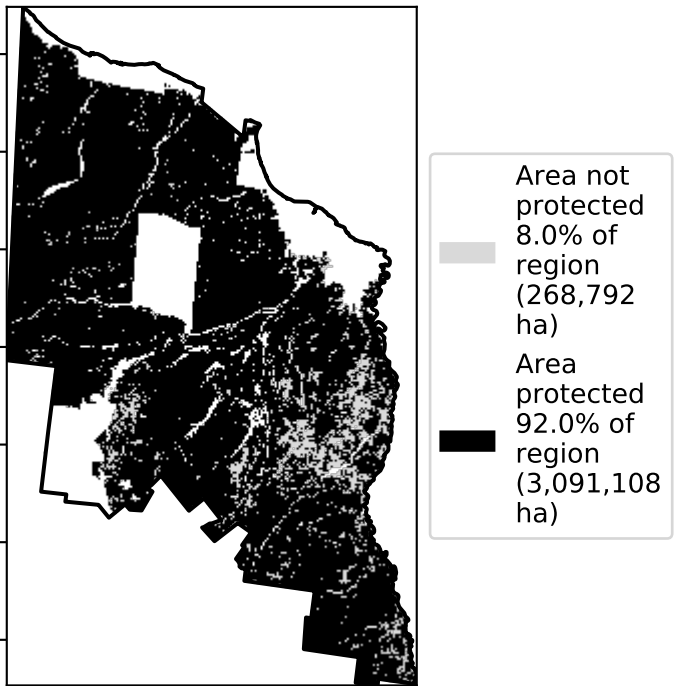 Area not
protected
8.0% of
region
(268,792
ha)
Area
protected
92.0% of
region
(3,091,108
ha)